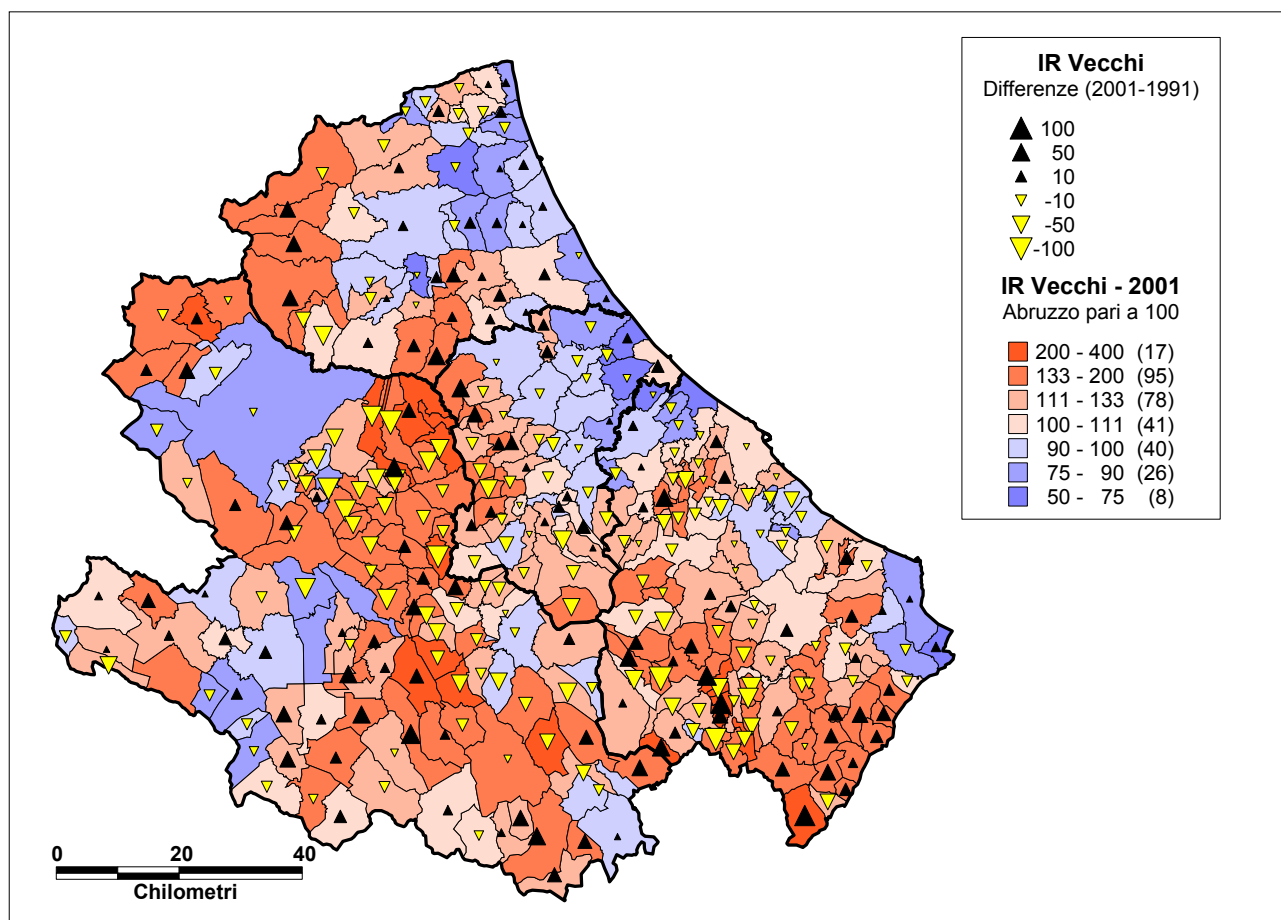 IR Vecchi
Differenze (2001-1991)
100
50
10
-10
-50
-100
IR Vecchi - 2001
Abruzzo pari a 100
200 - 400 (17)
133 - 200 (95)
111 - 133 (78)
100 - 111 (41)
90 - 100 (40)
75 - 90 (26)
50 - 75 (8)
0 20 40
Chilometri